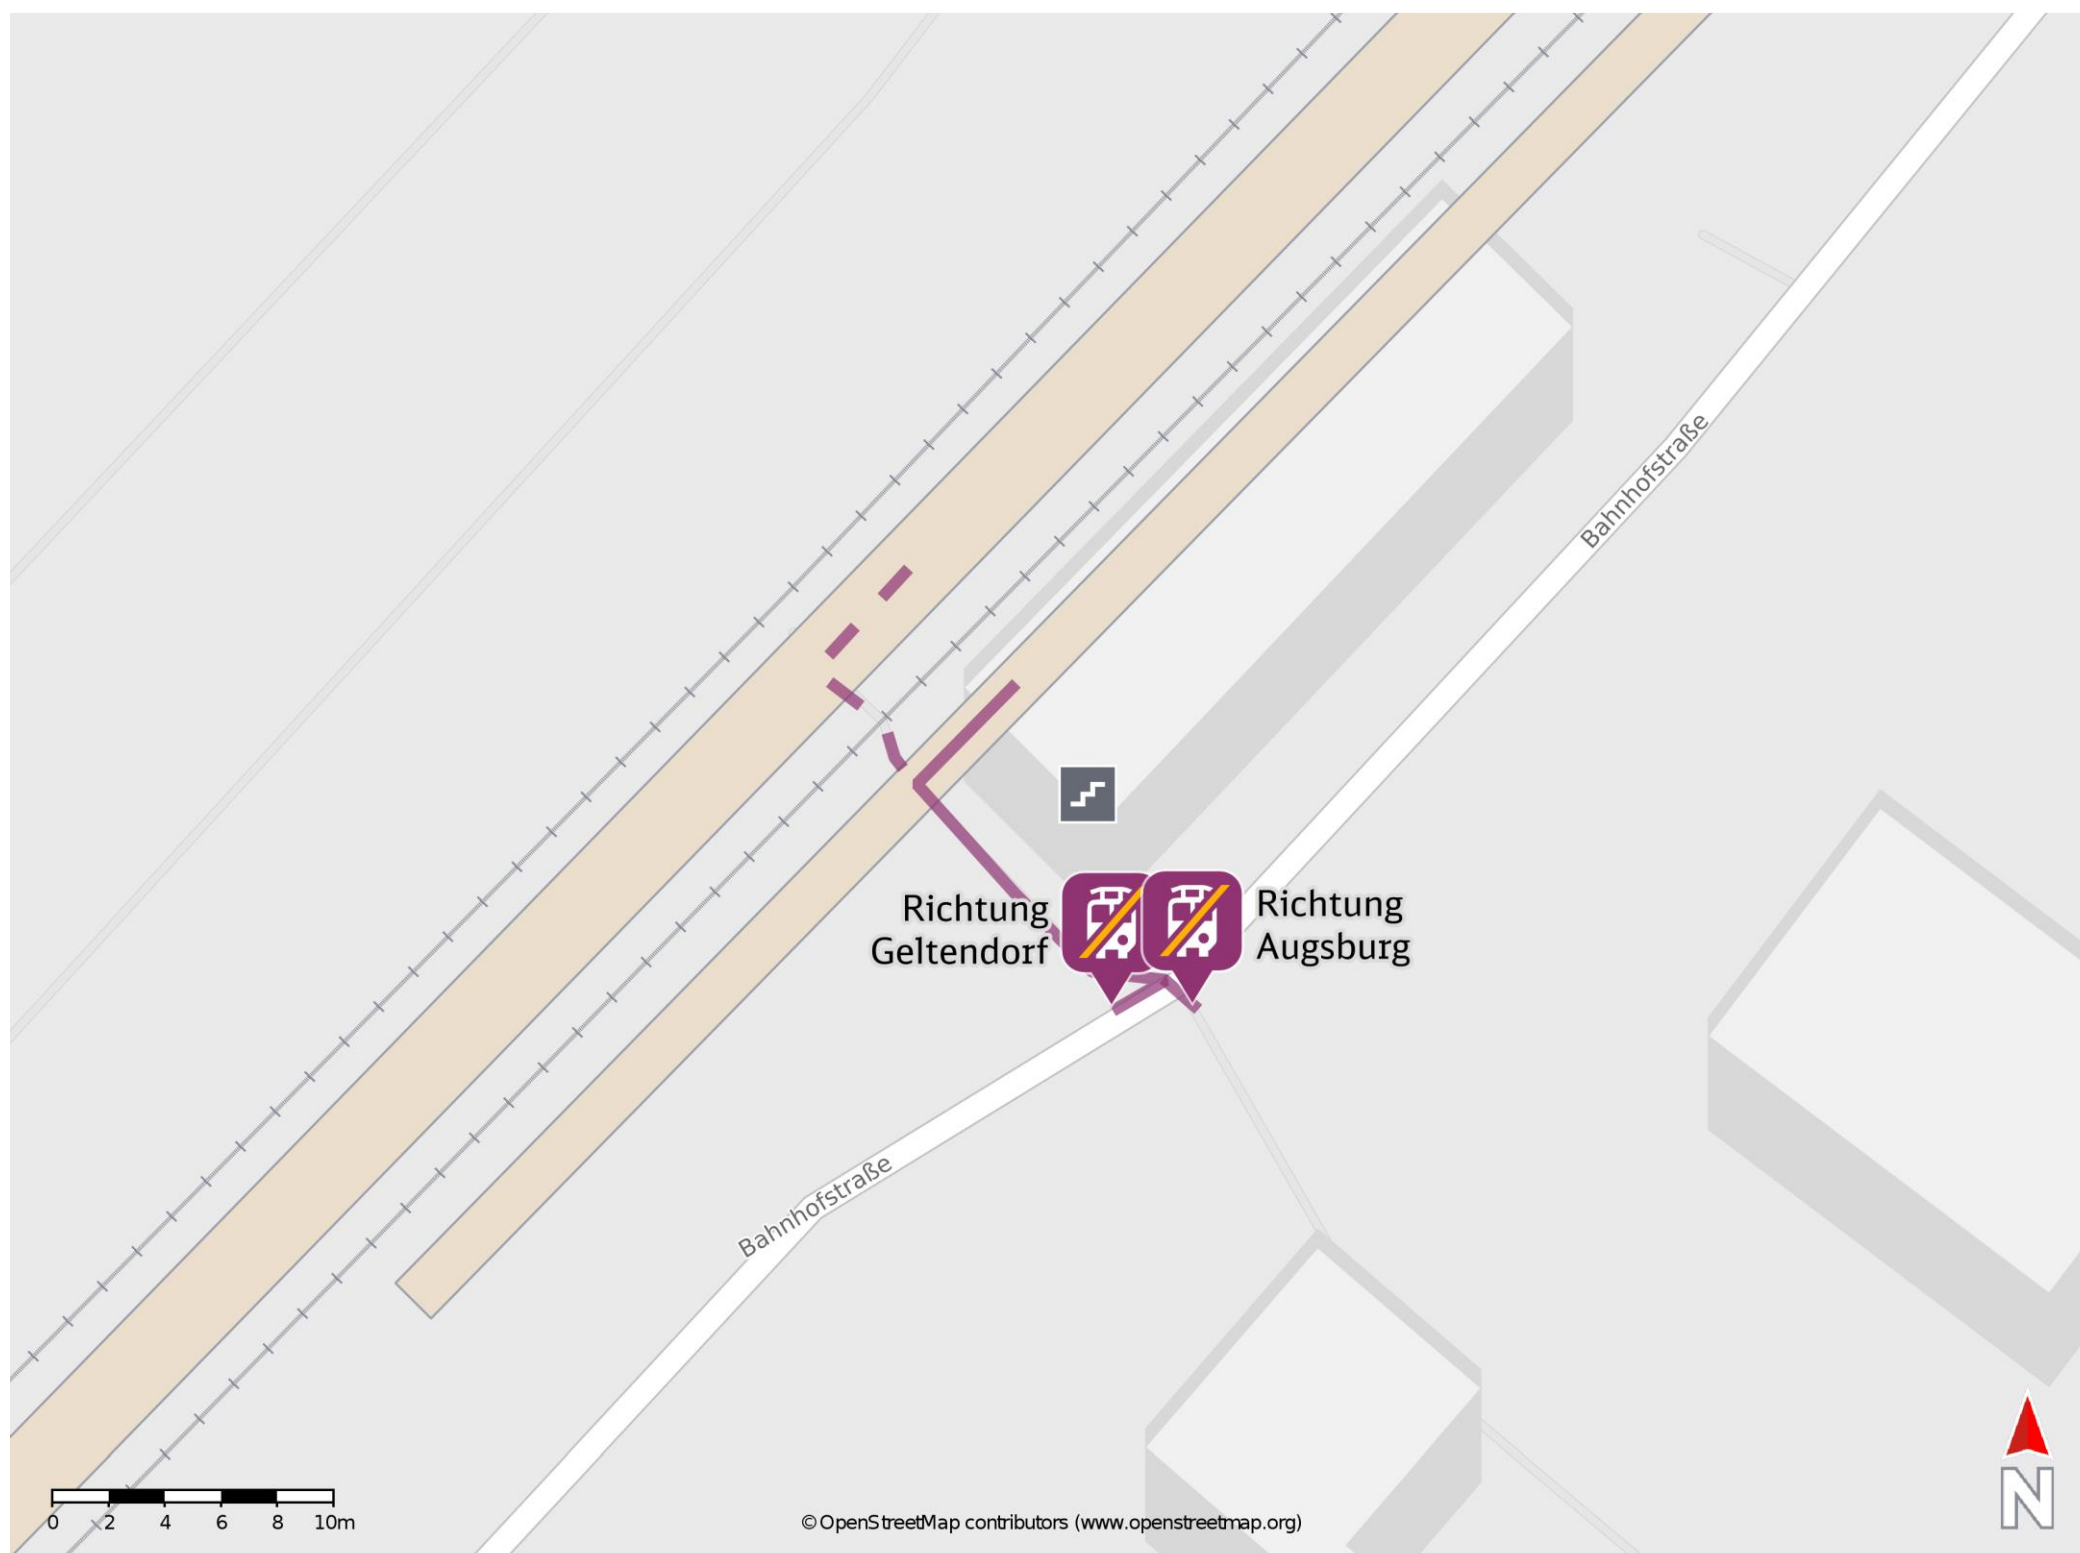 Bahnhofstraße
Richtung
Geltendorf
Richtung
Augsburg
Bahnhofstraße
0 2 4 6 8 10m
© OpenStreetMap contributors (www.openstreetmap.org)
N